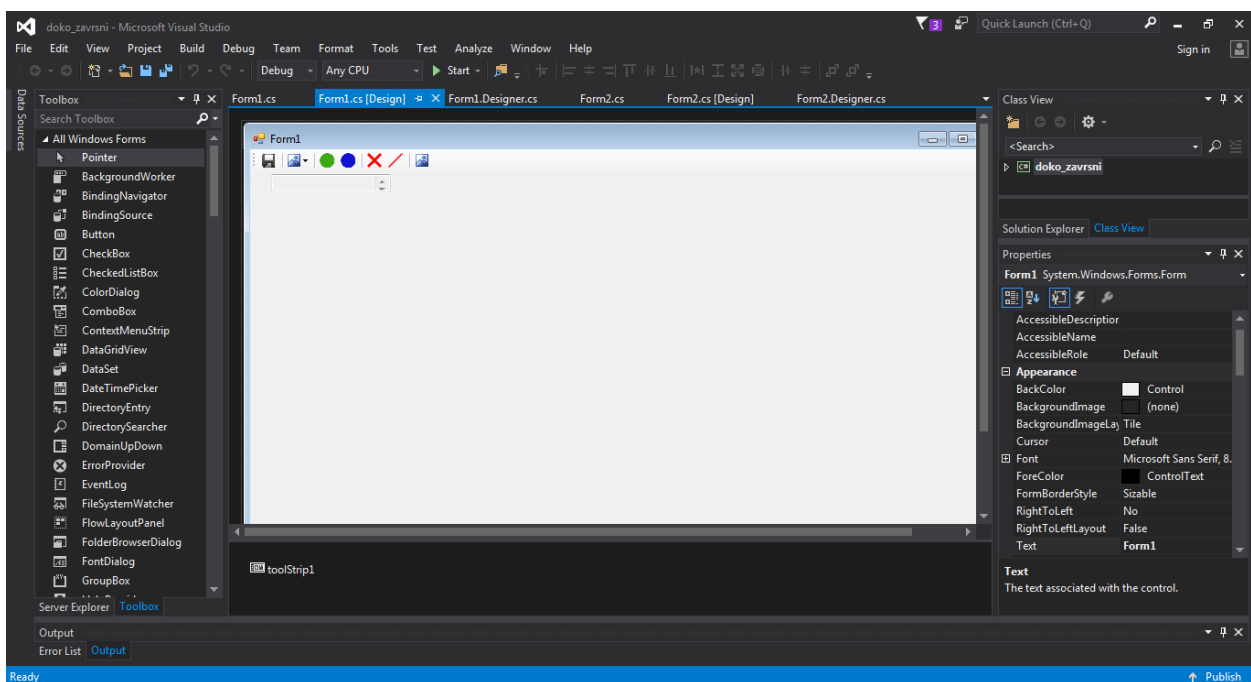 doko_zavrsni - Microsoft Visual Studio
3
Quick Launch (Ctrl+Q)
File Edit View Project Build Debug Team Format Tools Test Analyze Window Help
Sign in
Debug Any CPU Start
Data Sources
Toolbox
Search Toolbox
All Windows Forms
Pointer
BackgroundWorker
BindingNavigator
BindingSource
Button
CheckBox
CheckedListBox
ColorDialog
ComboBox
ContextMenuStrip
DataGridView
DataSet
DateTimePicker
DirectoryEntry
DirectorySearcher
DomainUpDown
ErrorProvider
EventLog
FileSystemWatcher
FlowLayoutPanel
FolderBrowserDialog
FontDialog
GroupBox
Server Explorer Toolbox
Form1.cs Form1.cs [Design] Form1.Designer.cs Form2.cs Form2.cs [Design] Form2.Designer.cs
Form1
toolStrip1
Class View
<Search>
doko_zavrsni
Solution Explorer Class View
Properties
Form1 System.Windows.Forms.Form
AccessibleDescription
AccessibleName
AccessibleRole Default
Appearance
BackColor Control
BackgroundImage (none)
BackgroundImageLay Tile
Cursor Default
Font Microsoft Sans Serif, 8.
ForeColor ControlText
FormBorderStyle Sizable
RightToLeft No
RightToLeftLayout False
Text Form1
Text
The text associated with the control.
Output
Error List Output
Ready
Publish